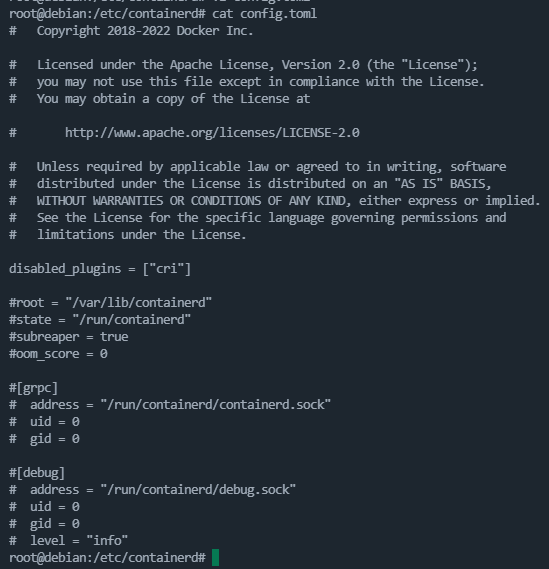 root@debian:/etc/containerd# cat config.toml
#   Copyright 2018-2022 Docker Inc.
#   Licensed under the Apache License, Version 2.0 (the "License");
#   you may not use this file except in compliance with the License.
#   You may obtain a copy of the License at
#       http://www.apache.org/licenses/LICENSE-2.0
#   Unless required by applicable law or agreed to in writing, software
#   distributed under the License is distributed on an "AS IS" BASIS,
#   WITHOUT WARRANTIES OR CONDITIONS OF ANY KIND, either express or implied.
#   See the License for the specific language governing permissions and
#   limitations under the License.
disabled_plugins = ["cri"]
#root = "/var/lib/containerd"
#state = "/run/containerd"
#subreaper = true
#oom_score = 0
#[grpc]
#  address = "/run/containerd/containerd.sock"
#  uid = 0
#  gid = 0
#[debug]
#  address = "/run/containerd/debug.sock"
#  uid = 0
#  gid = 0
#  level = "info"
root@debian:/etc/containerd#